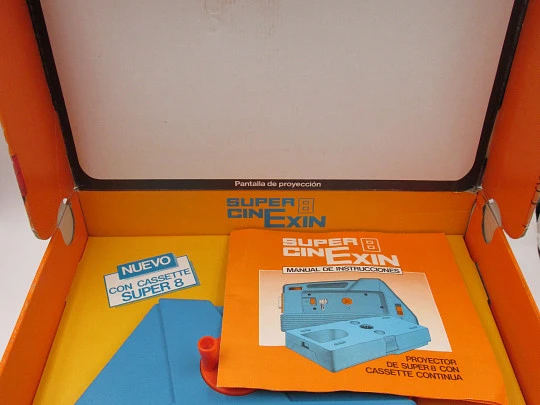 Pantalla de proyección
SUPER 8
CINEXIN
NUEVO
CON CASSETTE
SUPER 8
SUPER 8
CINEXIN
MANUAL DE INSTRUCCIONES
PROYECTOR
DE SUPER 8 CON
CASSETTE CONTINUA